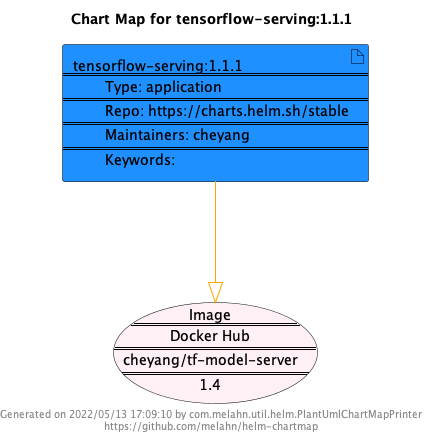 Chart Map for tensorflow-serving:1.1.1
tensorflow-serving:1.1.1
Type: application
Repo: https://charts.helm.sh/stable
Maintainers: cheyang
Keywords:
Image
Docker Hub
cheyang/tf-model-server
1.4
Generated on 2022/05/13 17:09:10 by com.melahn.util.helm.PlantUmlChartMapPrinter
https://github.com/melahn/helm-chartmap